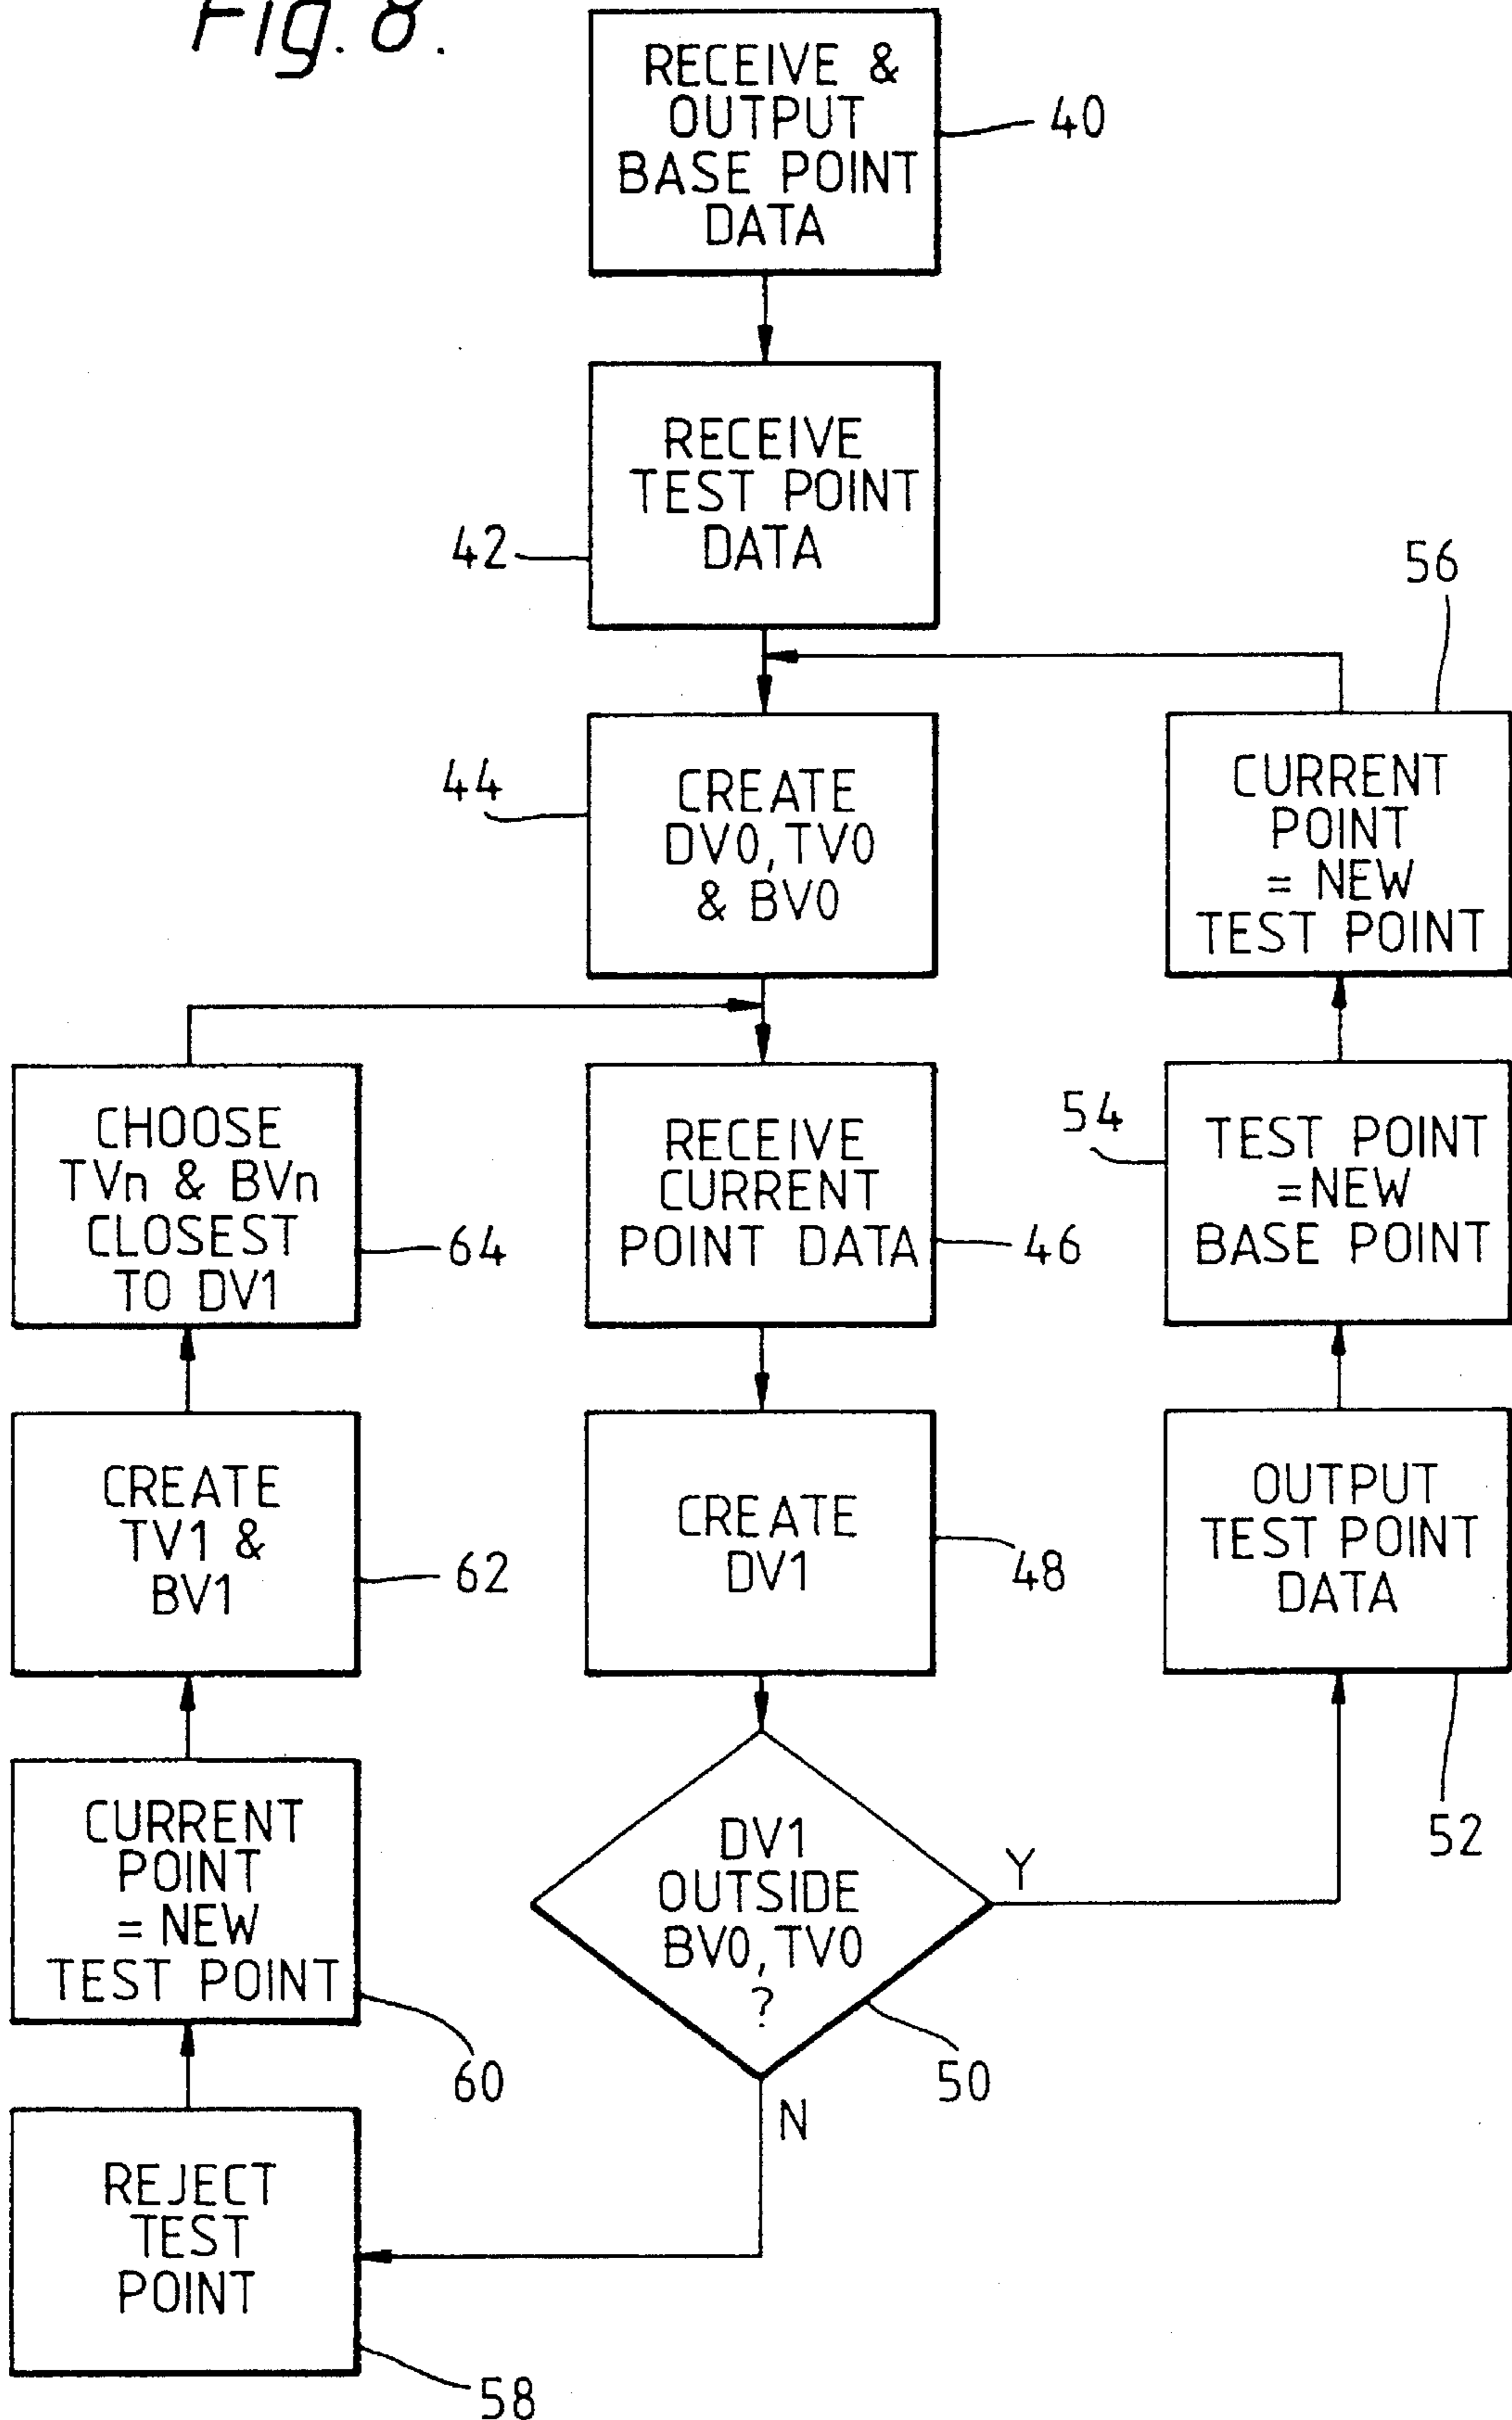 Fig. 8.
RECEIVE &
OUTPUT
BASE POINT
DATA
40
RECEIVE
TEST POINT
DATA
42
56
44
CREATE
DV0, TV0
& BV0
CURRENT
POINT
= NEW
TEST POINT
CHOOSE
TVn & BVn
CLOSEST
TO DV1
64
RECEIVE
CURRENT
POINT DATA
46
54
TEST POINT
=NEW
BASE POINT
CREATE
TV1 &
BV1
62
CREATE
DV1
48
OUTPUT
TEST POINT
DATA
52
CURRENT
POINT
= NEW
TEST POINT
60
DV1
OUTSIDE
BV0, TV0
?
Y
50
N
REJECT
TEST
POINT
58